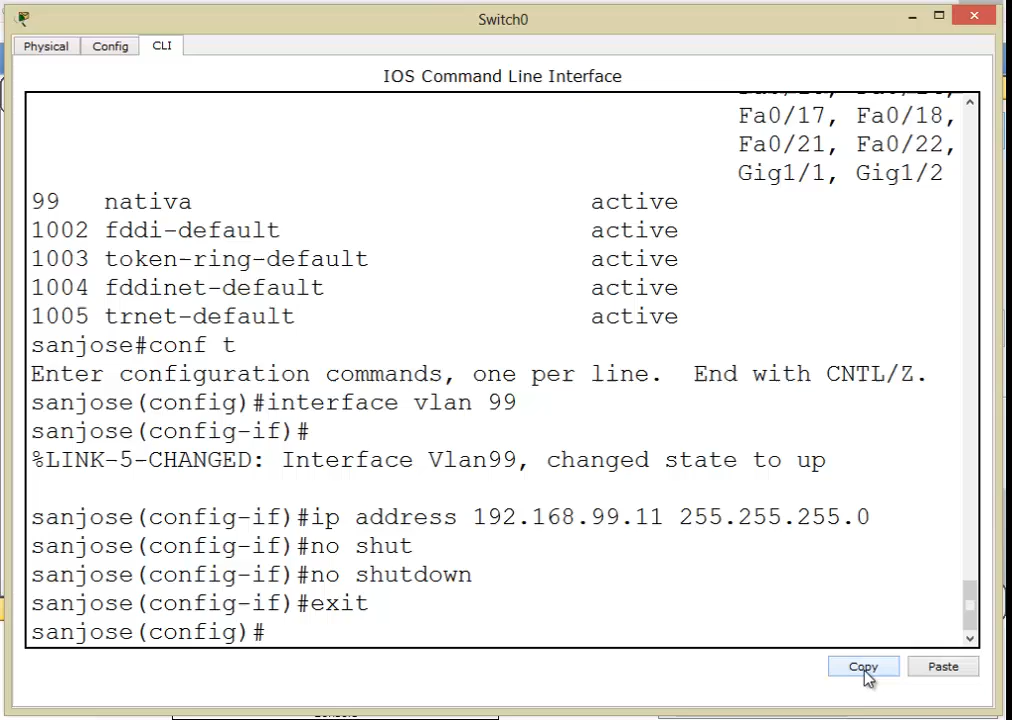 Switch0
Physical Config CLI
IOS Command Line Interface
Fa0/17, Fa0/18,
Fa0/21, Fa0/22,
Gig1/1, Gig1/2
99 nativa active
1002 fddi-default active
1003 token-ring-default active
1004 fddinet-default active
1005 trnet-default active
sanjose#conf t
Enter configuration commands, one per line. End with CNTL/Z.
sanjose(config)#interface vlan 99
sanjose(config-if)#
%LINK-5-CHANGED: Interface Vlan99, changed state to up
sanjose(config-if)#ip address 192.168.99.11 255.255.255.0
sanjose(config-if)#no shut
sanjose(config-if)#no shutdown
sanjose(config-if)#exit
sanjose(config)#
Copy Paste